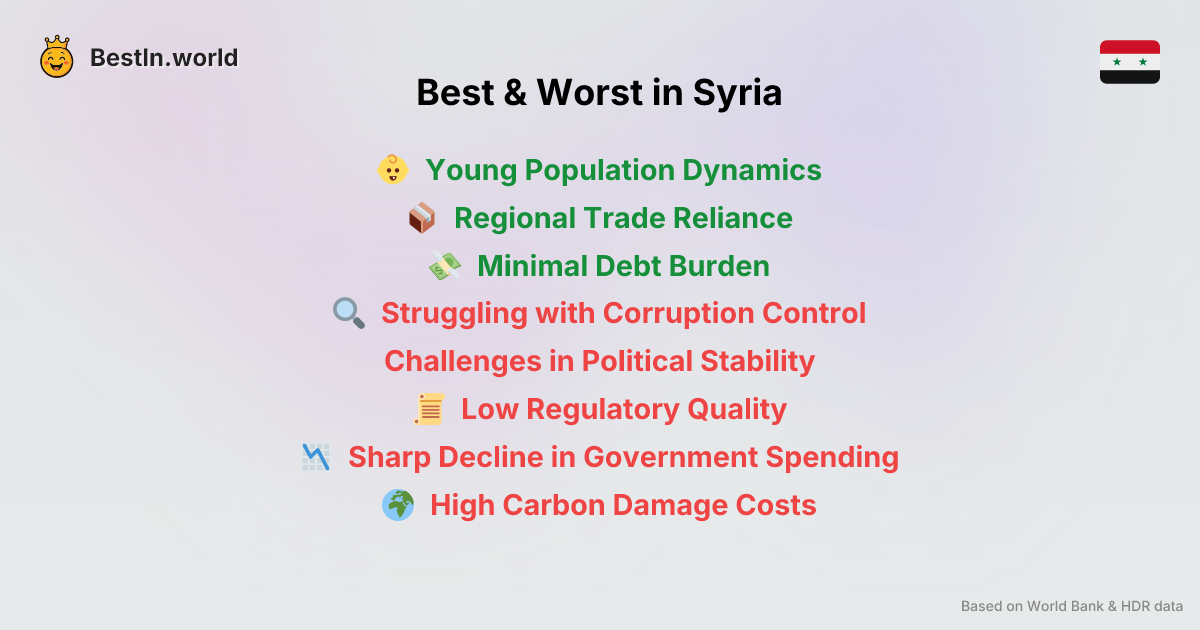 BestIn.world
Best & Worst in Syria
Young Population Dynamics
Regional Trade Reliance
Minimal Debt Burden
Struggling with Corruption Control
Challenges in Political Stability
Low Regulatory Quality
Sharp Decline in Government Spending
High Carbon Damage Costs
Based on World Bank & HDR data